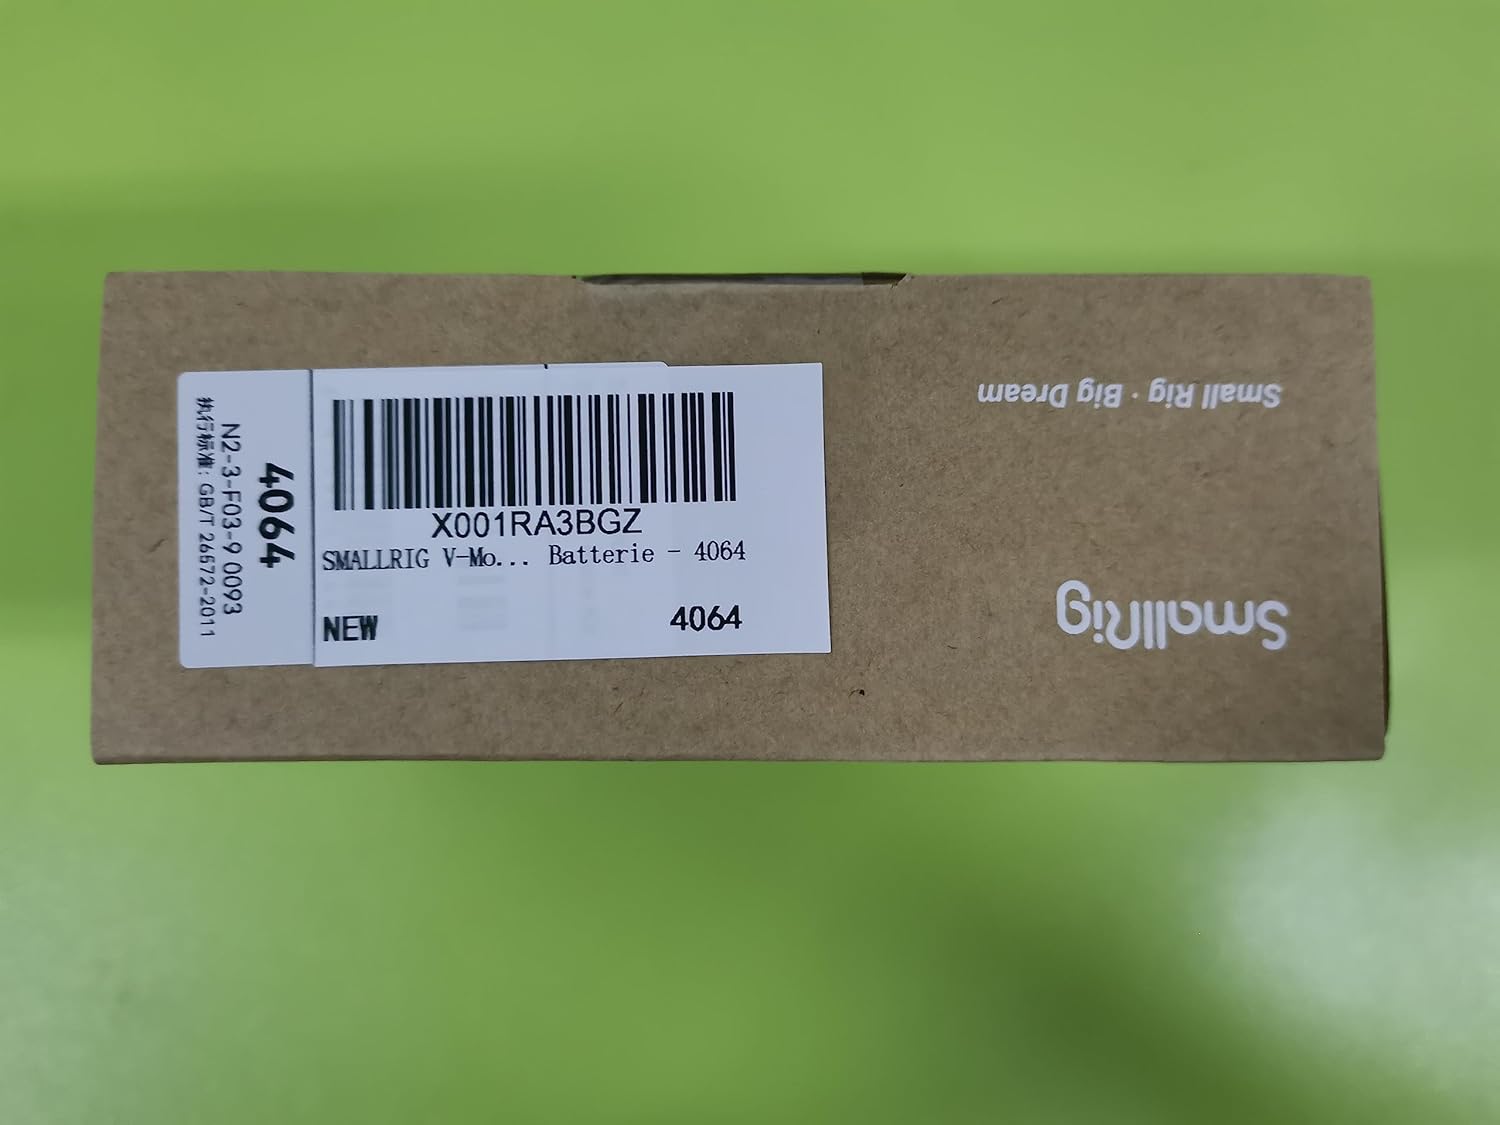 执行标准: GB/T 26572-2011
N2-3-F03-9 0093
4064
X001RA3BGZ
SMALLRIG V-Mo... Batterie - 4064
NEW
4064
Small Rig · Big Dream
SmallRig